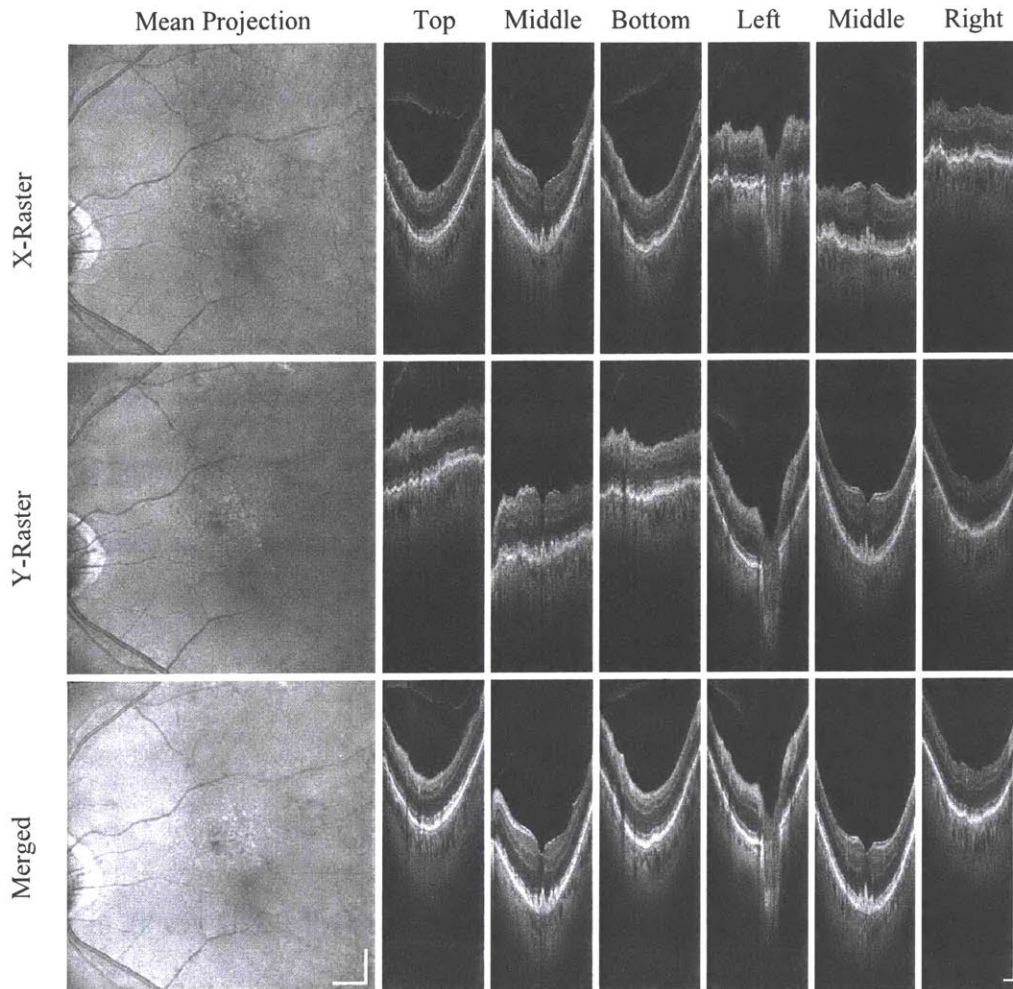 Mean Projection Top Middle Bottom Left Middle Right
X-Raster
Y-Raster
Merged